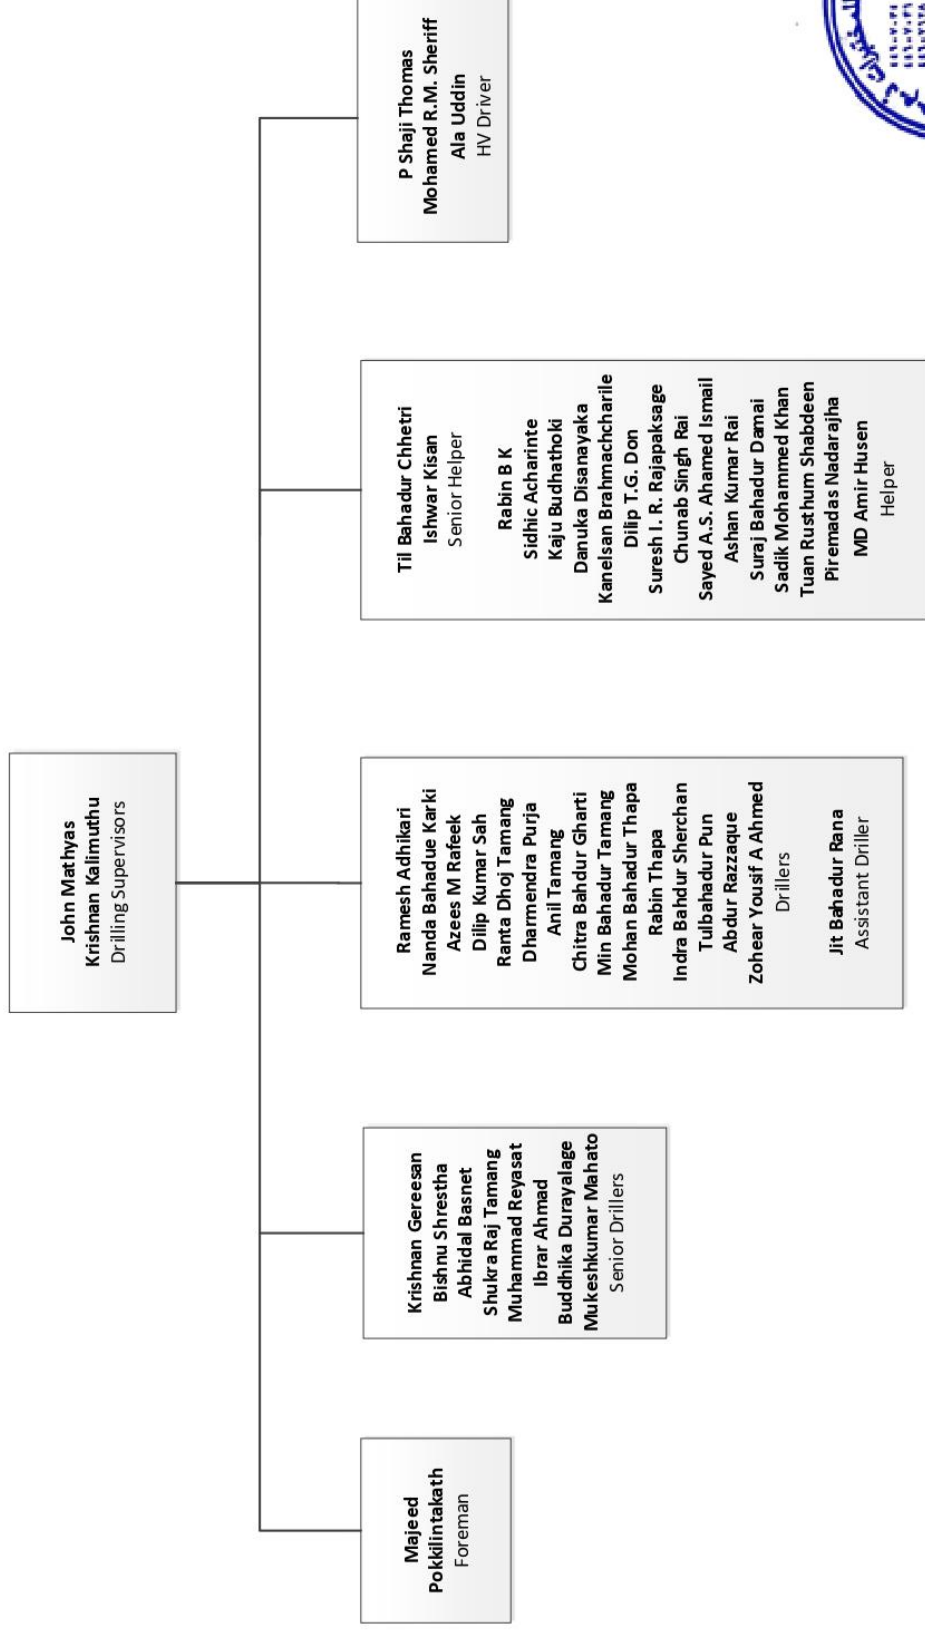 John Mathyas
Krishnan Kalimuthu
Drilling Supervisors
Majeed
Pokkilintakath
Foreman
Krishnan Gereesan
Bishnu Shrestha
Abhidal Basnet
Shukra Raj Tamang
Muhammad Reyasat
Ibrar Ahmad
Buddhika Durayalage
Mukeshkumar Mahato
Senior Drillers
Ramesh Adhikari
Nanda Bahadue Karki
Azees M Rafeek
Dilip Kumar Sah
Ranta Dhoj Tamang
Dharmendra Purja
Anil Tamang
Chitra Bahdur Gharti
Min Bahadur Tamang
Mohan Bahadur Thapa
Rabin Thapa
Indra Bahdur Sherchan
Tulbahadur Pun
Abdur Razzaque
Zohear Yousif A Ahmed
Drillers
Jit Bahadur Rana
Assistant Driller
Til Bahadur Chhetri
Ishwar Kisan
Senior Helper
Rabin B K
Sidhic Acharinte
Kaju Budhathoki
Danuka Disanayaka
Kanelsan Brahmachcharile
Dilip T.G. Don
Suresh I. R. Rajapaksage
Chunab Singh Rai
Sayed A.S. Ahamed Ismail
Ashan Kumar Rai
Suraj Bahadur Damai
Sadik Mohammed Khan
Tuan Rusthum Shabdeen
Piremadas Nadarajha
MD Amir Husen
Helper
P Shaji Thomas
Mohamed R.M. Sheriff
Ala Uddin
HV Driver